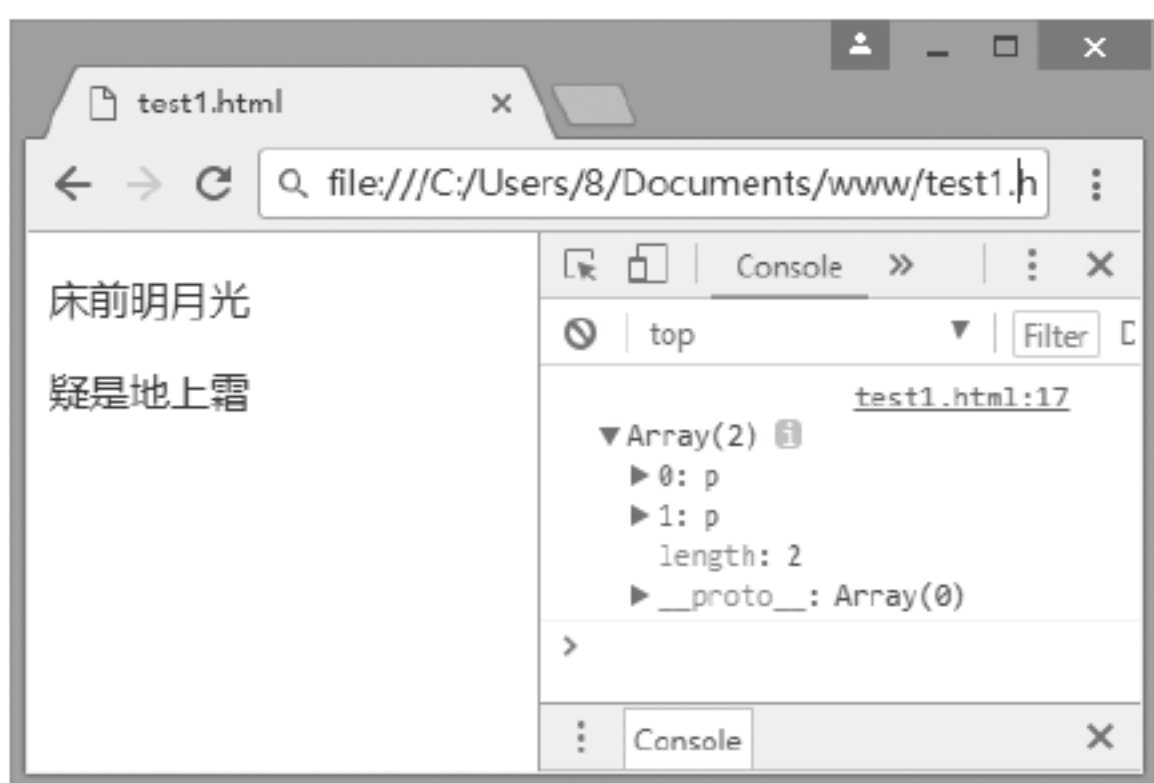 test1.html
file:///C:/Users/8/Documents/www/test1.h
床前明月光
疑是地上霜
Console
top
Filter
test1.html:17
Array(2) i
0: p
1: p
length: 2
__proto__: Array(0)
>
Console